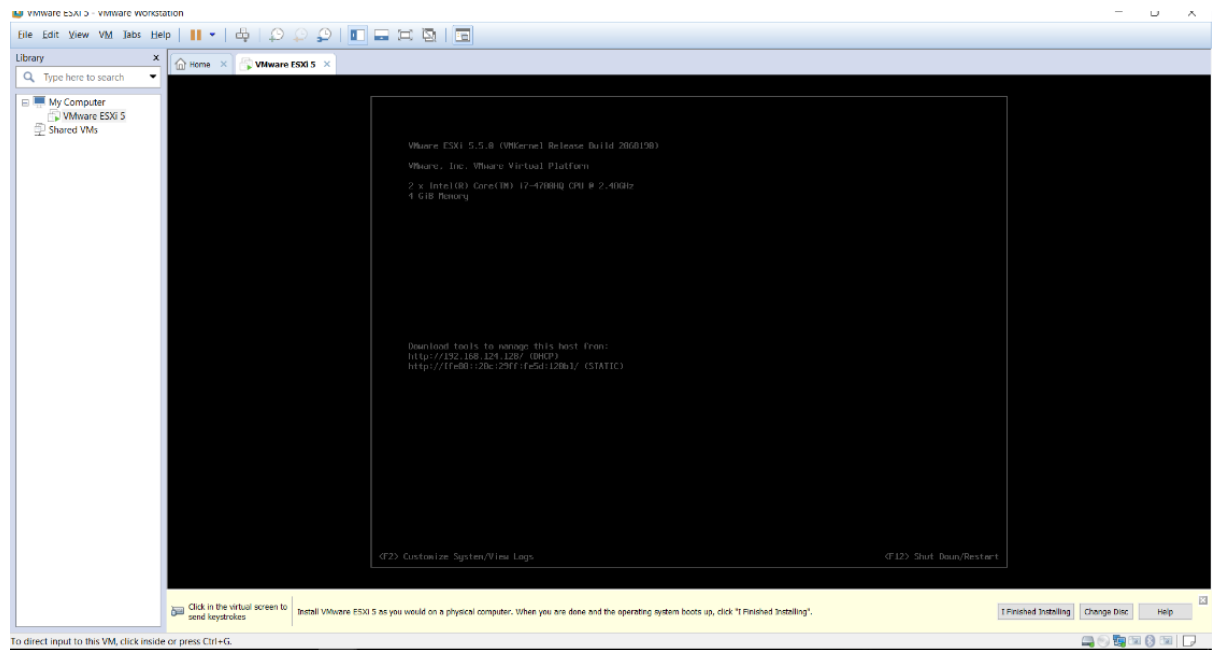 VMware ESXi 5 - VMware Workstation
File Edit View VM Tabs Help
Library
Home
VMware ESXi 5
Type here to search
My Computer
VMware ESXi 5
Shared VMs
VMware ESXi 5.5.0 (VMKernel Release Build 2068190)
VMware, Inc. VMware Virtual Platform
2 x Intel(R) Core(TM) i7-4700HQ CPU @ 2.40GHz
4 GiB Memory
Download tools to manage this host from:
http://192.168.124.128/ (DHCP)
http://[fe80::20c:29ff:fe5d:120b]/ (STATIC)
<F2> Customize System/View Logs
<F12> Shut Down/Restart
Click in the virtual screen to
send keystrokes
Install VMware ESXi 5 as you would on a physical computer. When you are done and the operating system boots up, click "I Finished Installing".
I Finished Installing
Change Disc
Help
To direct input to this VM, click inside or press Ctrl+G.